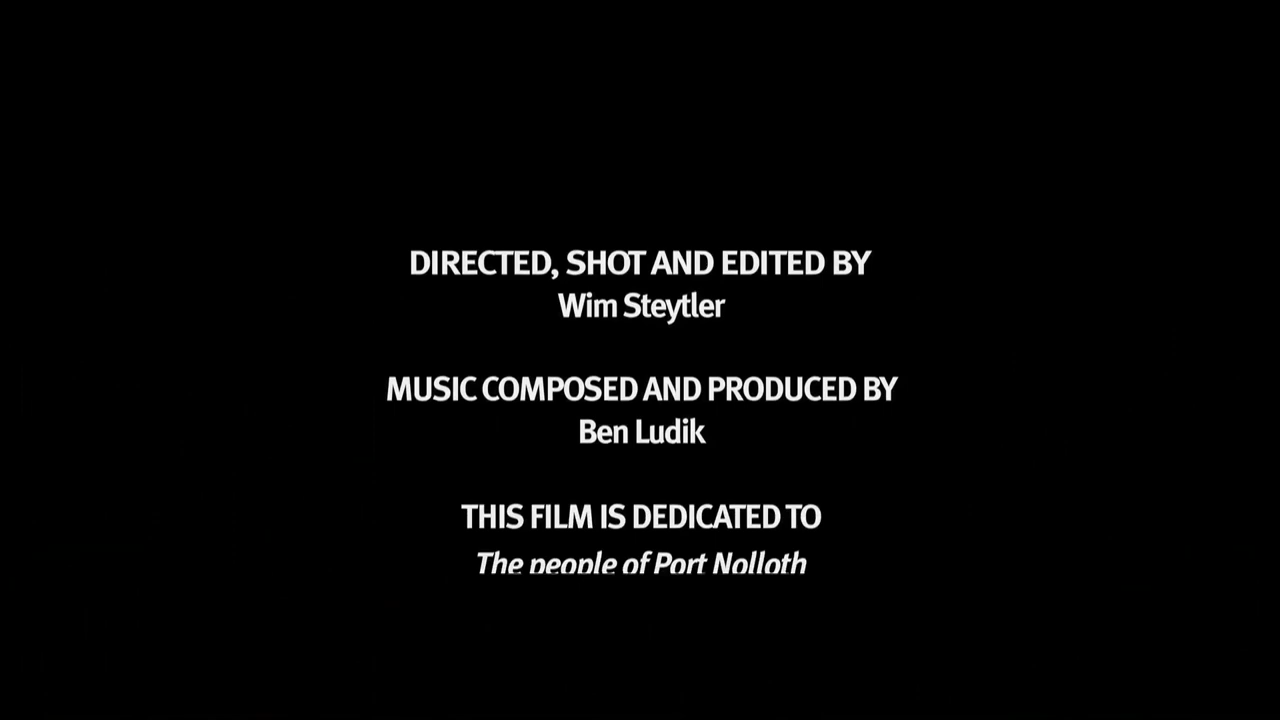 DIRECTED, SHOT AND EDITED BY
Wim Steytler
MUSIC COMPOSED AND PRODUCED BY
Ben Ludik
THIS FILM IS DEDICATED TO
The people of Port Nolloth